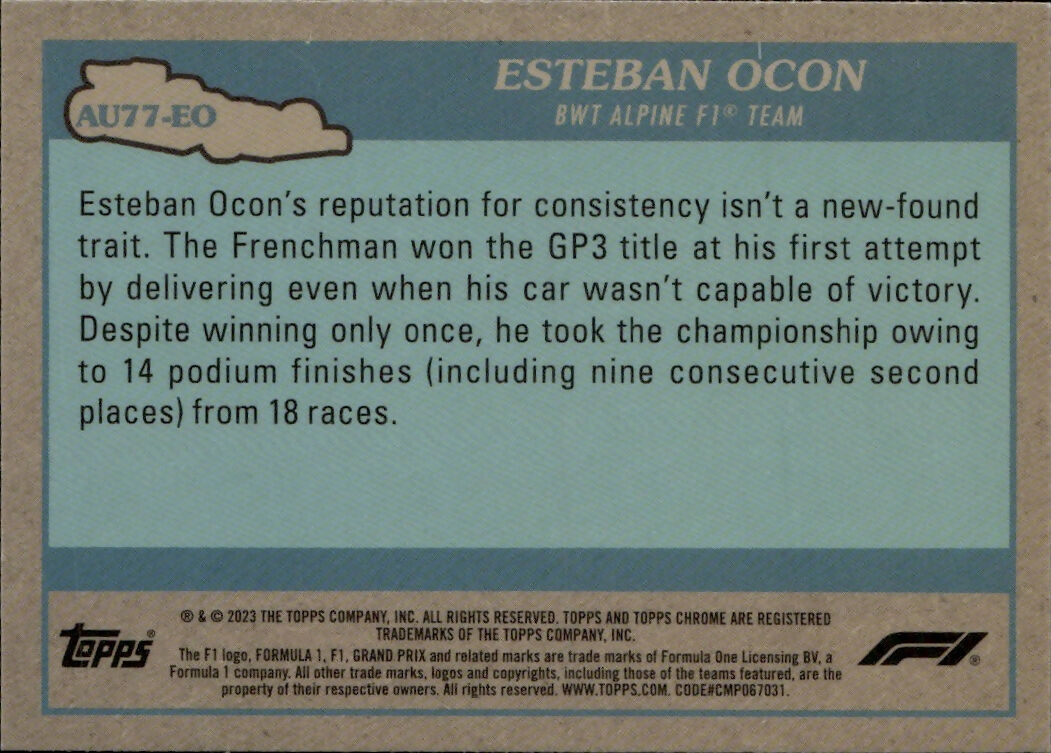 AU77-EO
ESTEBAN OCON
BWT ALPINE F1® TEAM
Esteban Ocon's reputation for consistency isn't a new-found
trait. The Frenchman won the GP3 title at his first attempt
by delivering even when his car wasn't capable of victory.
Despite winning only once, he took the championship owing
to 14 podium finishes (including nine consecutive second
places) from 18 races.
topps®
® & © 2023 THE TOPPS COMPANY, INC. ALL RIGHTS RESERVED. TOPPS AND TOPPS CHROME ARE REGISTERED
TRADEMARKS OF THE TOPPS COMPANY, INC.
The F1 logo, FORMULA 1, F1, GRAND PRIX and related marks are trade marks of Formula One Licensing BV, a
Formula 1 company. All other trade marks, logos and copyrights, including those of the teams featured, are the
property of their respective owners. All rights reserved. WWW.TOPPS.COM. CODE#CMP067031.
F1®